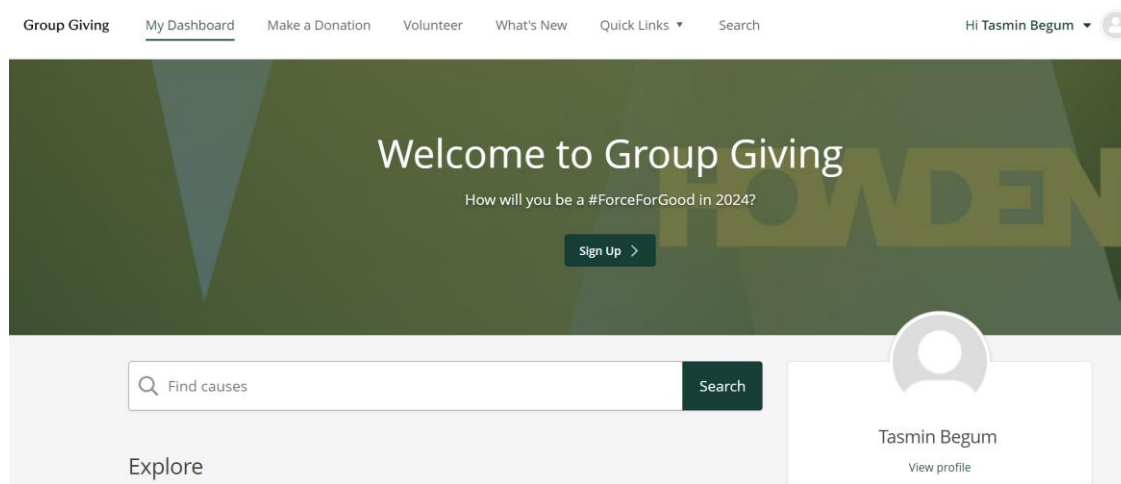 Group Giving My Dashboard Make a Donation Volunteer What's New Quick Links ▼ Search Hi Tasmin Begum ▼
HOWDEN
Welcome to Group Giving
How will you be a #ForceForGood in 2024?
Sign Up >
Find causes Search
Tasmin Begum
View profile
Explore